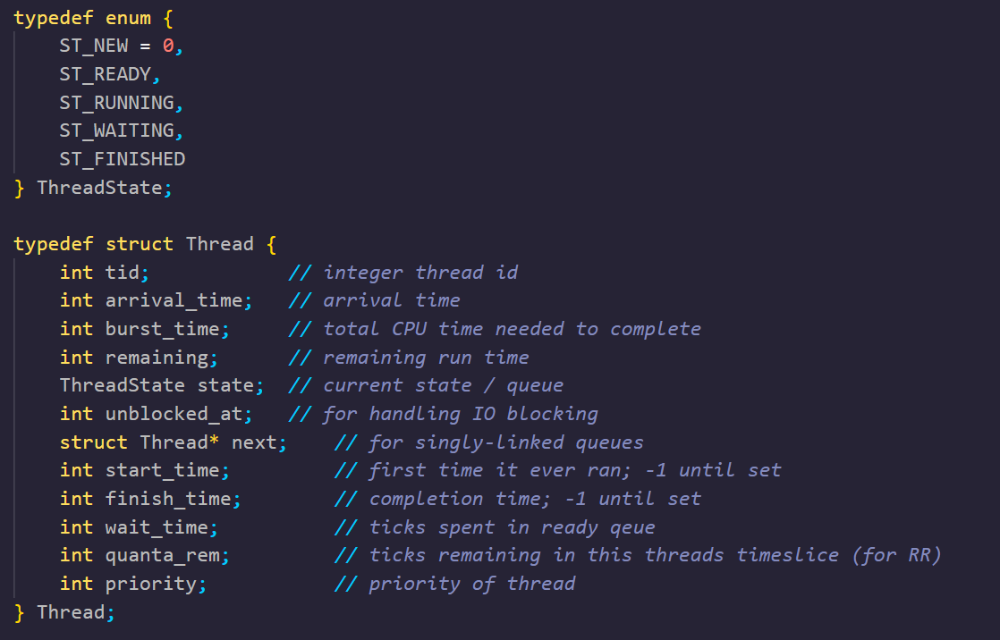 typedef enum {
    ST_NEW = 0,
    ST_READY,
    ST_RUNNING,
    ST_WAITING,
    ST_FINISHED
} ThreadState;

typedef struct Thread {
    int tid;            // integer thread id
    int arrival_time;   // arrival time
    int burst_time;     // total CPU time needed to complete
    int remaining;      // remaining run time
    ThreadState state;  // current state / queue
    int unblocked_at;   // for handling IO blocking
    struct Thread* next;    // for singly-linked queues
    int start_time;         // first time it ever ran; -1 until set
    int finish_time;        // completion time; -1 until set
    int wait_time;          // ticks spent in ready qeue
    int quanta_rem;         // ticks remaining in this threads timeslice (for RR)
    int priority;           // priority of thread
} Thread;